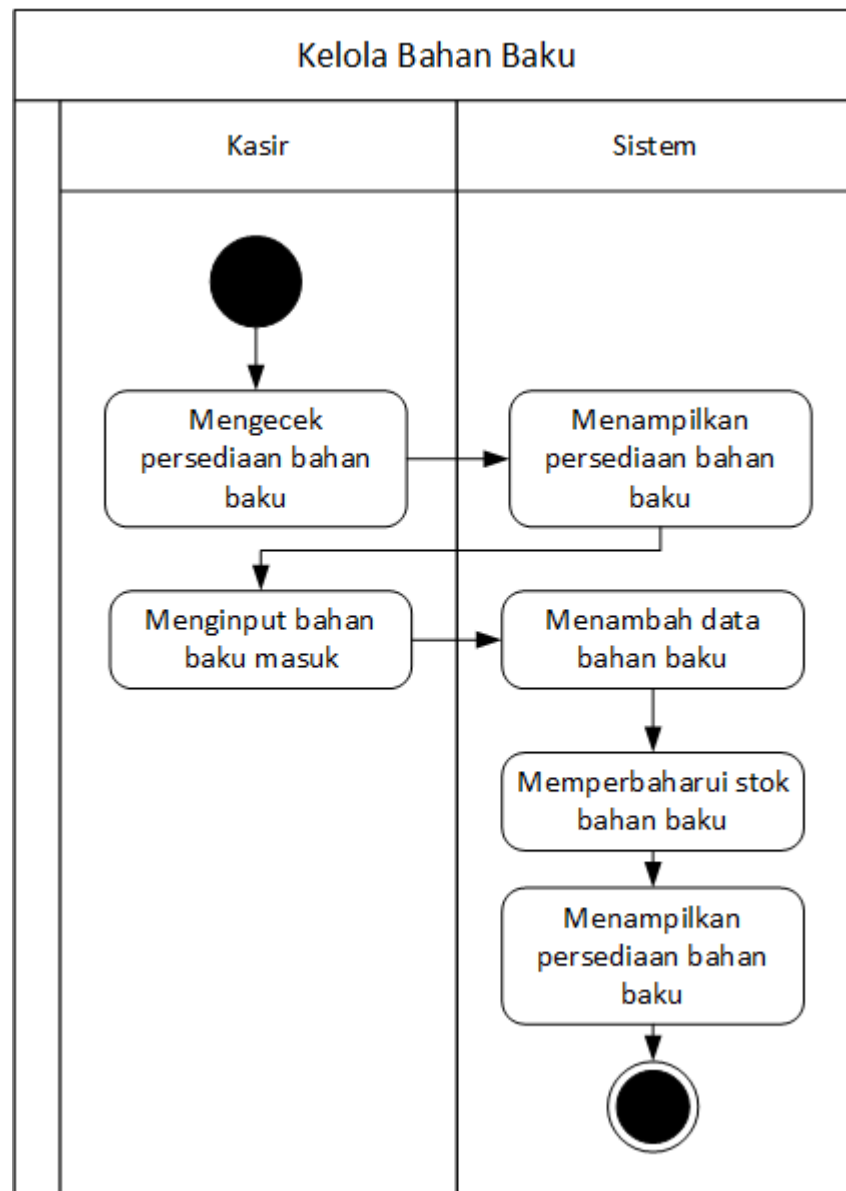 Kelola Bahan Baku
Kasir
Sistem
Mengecek
persediaan bahan
baku
Menampilkan
persediaan bahan
baku
Menginput bahan
baku masuk
Menambah data
bahan baku
Memperbaharui stok
bahan baku
Menampilkan
persediaan bahan
baku